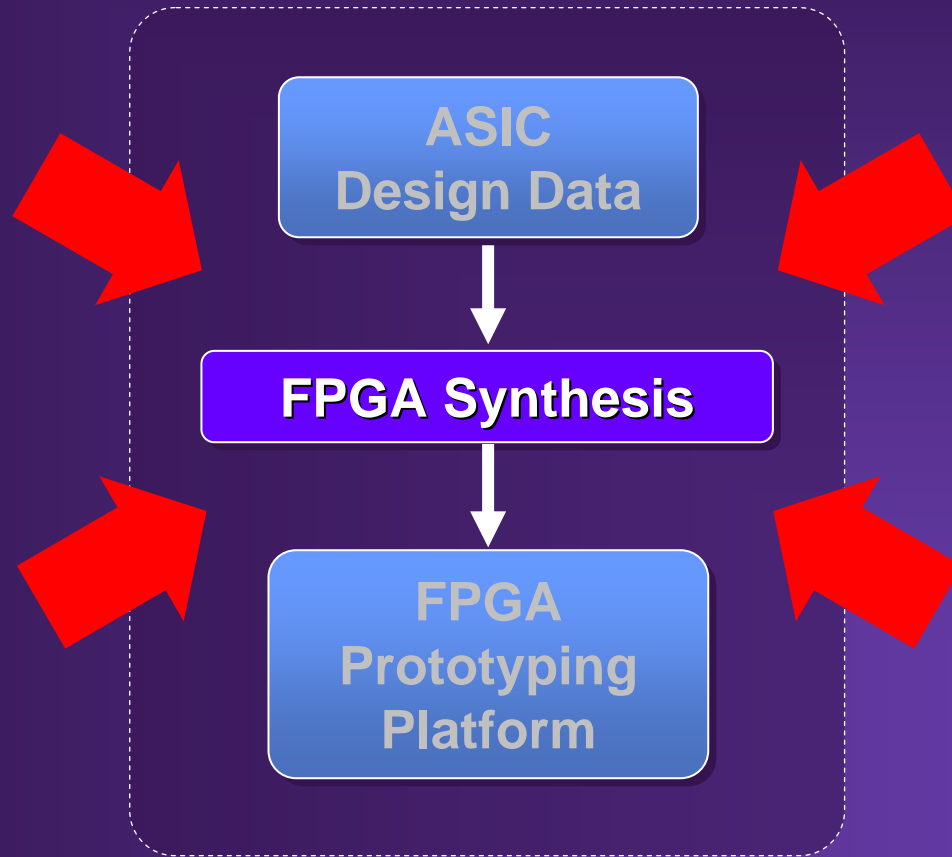 ASIC
Design Data
FPGA Synthesis
FPGA
Prototyping
Platform